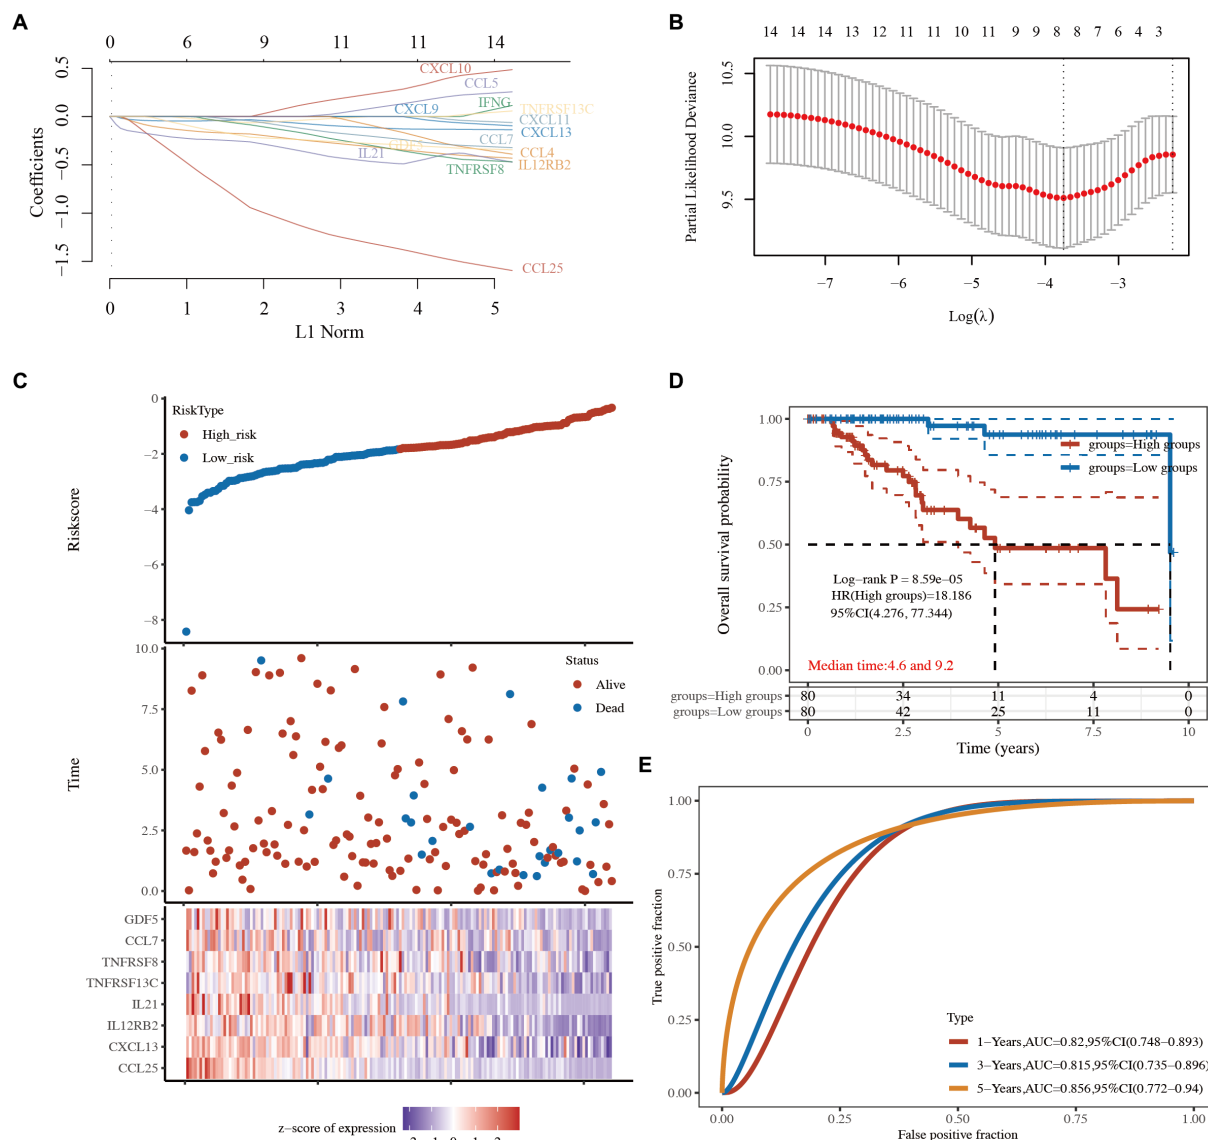 A
0 6 9 11 11 14
0.5
0.0
−0.5
−1.0
−1.5
Coefficients
CXCL10
CCL5
IFNG
TNFRSF13C
CXCL9
CXCL11
CXCL13
CCL7
GDF5
IL21
CCL4
IL12RB2
TNFRSF8
CCL25
0 1 2 3 4 5
L1 Norm
B
14 14 14 13 12 11 11 10 11 9 9 8 8 7 6 4 3
10.5
10.0
9.5
Partial Likelihood Deviance
−7 −6 −5 −4 −3
Log(λ)
C
0
−2
−4
−6
−8
Riskscore
RiskType
High_risk
Low_risk
10.0
7.5
5.0
2.5
0.0
Time
Status
Alive
Dead
GDF5
CCL7
TNFRSF8
TNFRSF13C
IL21
IL12RB2
CXCL13
CCL25
z−score of expression
−2 −1 0 1 2
D
1.00
0.75
0.50
0.25
0.00
Overall survival probability
groups=High groups
groups=Low groups
Log−rank P = 8.59e−05
HR(High groups)=18.186
95%CI(4.276, 77.344)
Median time:4.6 and 9.2
groups=High groups 80 34 11 4 0
groups=Low groups 80 42 25 11 0
0 2.5 5 7.5 10
Time (years)
E
1.00
0.75
0.50
0.25
0.00
True positive fraction
Type
1−Years,AUC=0.82,95%CI(0.748−0.893)
3−Years,AUC=0.815,95%CI(0.735−0.896)
5−Years,AUC=0.856,95%CI(0.772−0.94)
0.00 0.25 0.50 0.75 1.00
False positive fraction